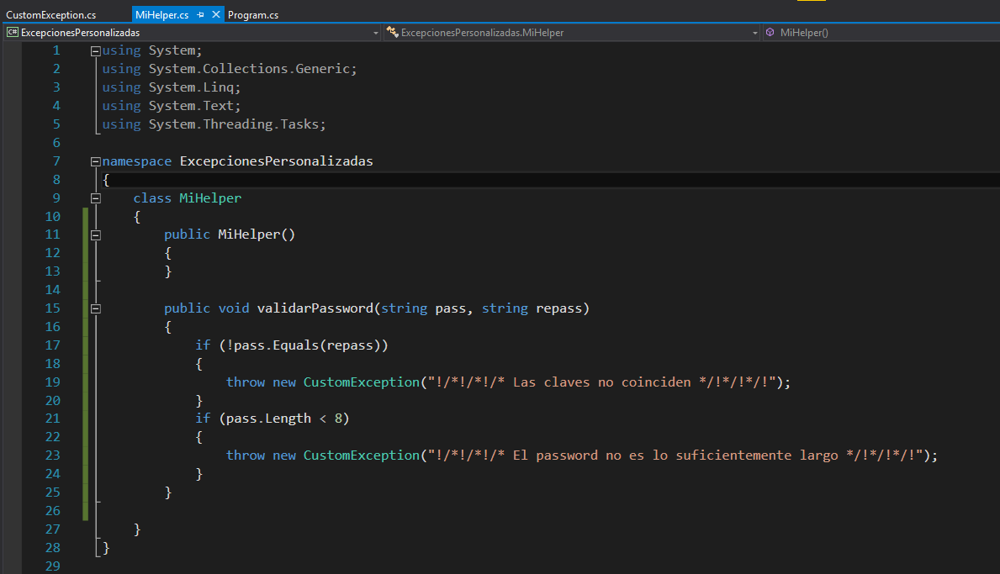 CustomException.cs MiHelper.cs Program.cs
C# ExcepcionesPersonalizadas ExcepcionesPersonalizadas.MiHelper MiHelper()
1 using System;
2 using System.Collections.Generic;
3 using System.Linq;
4 using System.Text;
5 using System.Threading.Tasks;
6
7 namespace ExcepcionesPersonalizadas
8 {
9 class MiHelper
10 {
11 public MiHelper()
12 {
13 }
14
15 public void validarPassword(string pass, string repass)
16 {
17 if (!pass.Equals(repass))
18 {
19 throw new CustomException("!/*!/*!/* Las claves no coinciden */!*/!*/!");
20 }
21 if (pass.Length < 8)
22 {
23 throw new CustomException("!/*!/*!/* El password no es lo suficientemente largo */!*/!*/!");
24 }
25 }
26
27 }
28 }
29